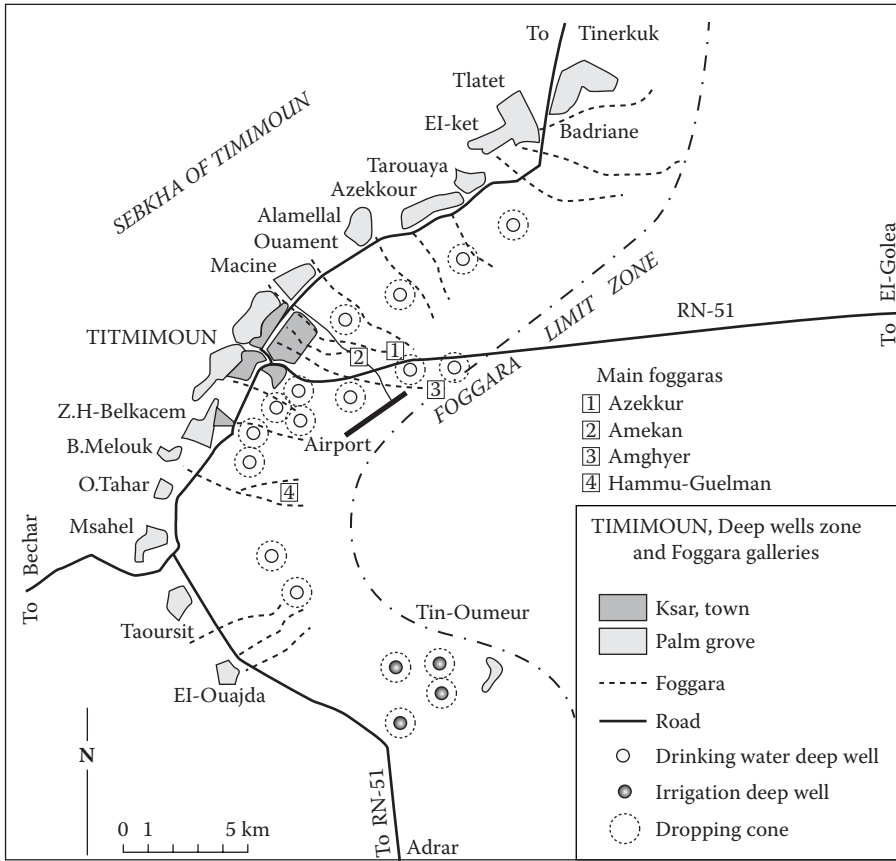 To
Tinerkuk
Tlatet
EI-ket
Badriane
SEBKHA OF TIMIMOUN
Tarouaya
Azekkour
Alamellal
Ouament
Macine
TITMIMOUN
LIMIT ZONE
FOGGARA
RN-51
To EI-Golea
1
2
3
Z.H-Belkacem
B.Melouk
Airport
O.Tahar
4
Msahel
To Bechar
Taoursit
Tin-Oumeur
EI-Ouajda
Main foggaras
1 Azekkur
2 Amekan
3 Amghyer
4 Hammu-Guelman
TIMIMOUN, Deep wells zone
and Foggara galleries
Ksar, town
Palm grove
Foggara
Road
Drinking water deep well
Irrigation deep well
Dropping cone
N
0 1 5 km
To RN-51
Adrar